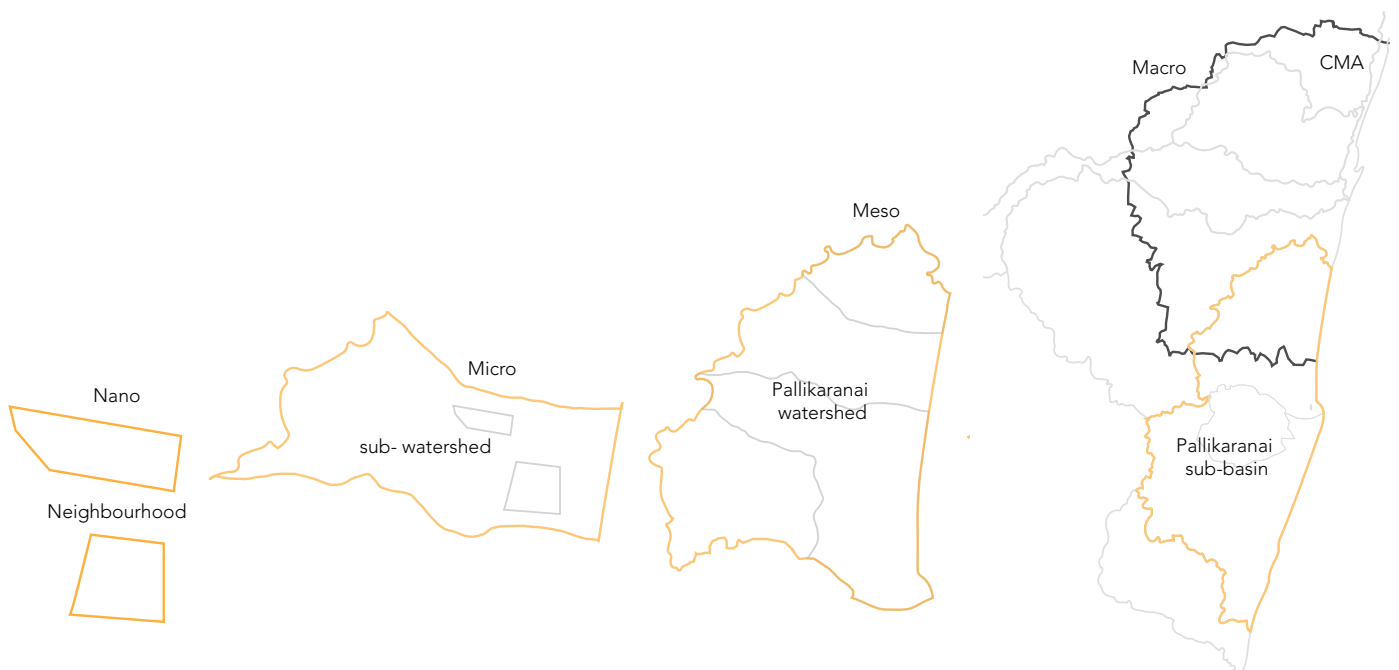 Nano
Neighbourhood
Micro
sub- watershed
Meso
Pallikaranai
watershed
Macro
CMA
Pallikaranai
sub-basin